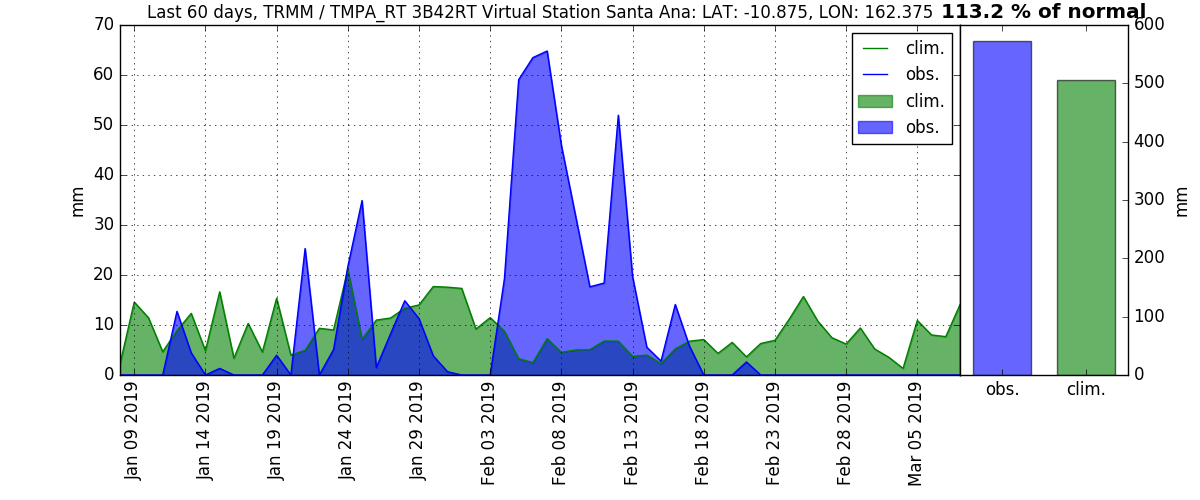 Last 60 days, TRMM / TMPA_RT 3B42RT Virtual Station Santa Ana: LAT: -10.875, LON: 162.375 113.2 % of normal
70
60
50
40
30
20
10
0
mm
clim.
obs.
clim.
obs.
Jan 09 2019
Jan 14 2019
Jan 19 2019
Jan 24 2019
Jan 29 2019
Feb 03 2019
Feb 08 2019
Feb 13 2019
Feb 18 2019
Feb 23 2019
Feb 28 2019
Mar 05 2019
600
500
400
300
200
100
0
mm
obs.
clim.